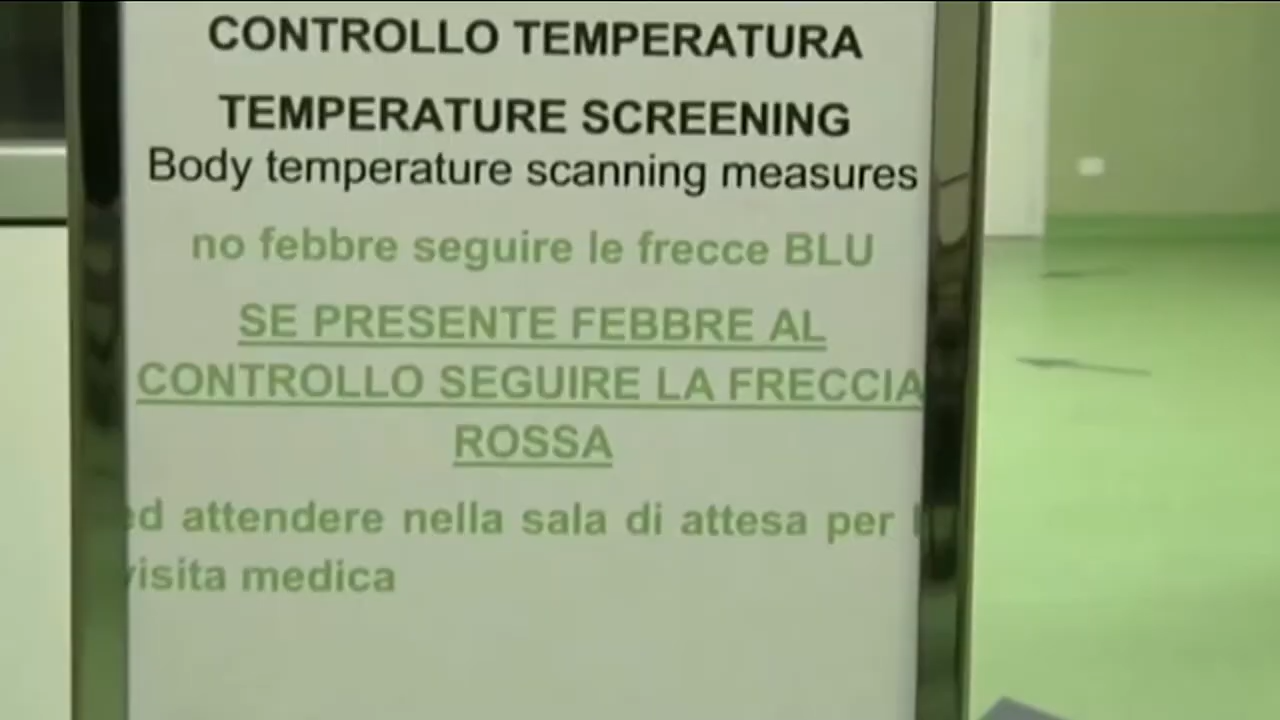 CONTROLLO TEMPERATURA
TEMPERATURE SCREENING
Body temperature scanning measures
no febbre seguire le frecce BLU
SE PRESENTE FEBBRE AL
CONTROLLO SEGUIRE LA FRECCIA
ROSSA
ed attendere nella sala di attesa per
visita medica